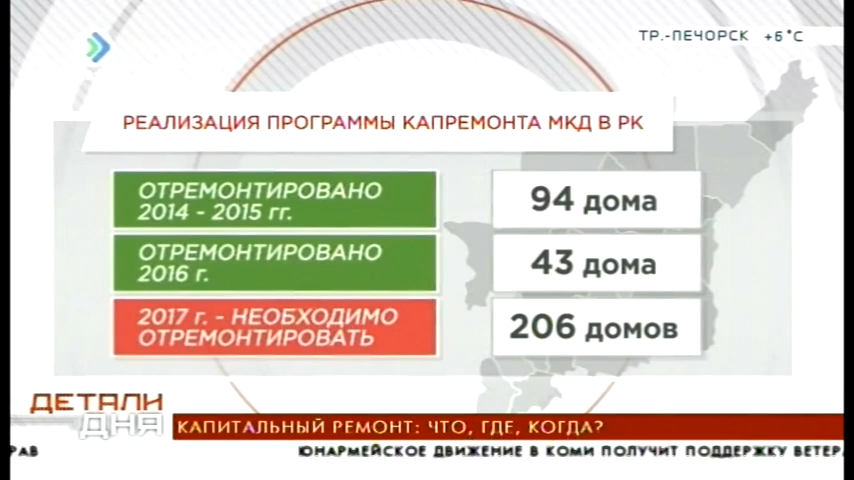 ТР.-ПЕЧОРСК +6°C
РЕАЛИЗАЦИЯ ПРОГРАММЫ КАПРЕМОНТА МКД В РК
ОТРЕМОНТИРОВАНО
2014 - 2015 гг.
94 дома
ОТРЕМОНТИРОВАНО
2016 г.
43 дома
2017 г. - НЕОБХОДИМО
ОТРЕМОНТИРОВАТЬ
206 домов
ДЕТАЛИ
ДНЯ
КАПИТАЛЬНЫЙ РЕМОНТ: ЧТО, ГДЕ, КОГДА?
ЮНАРМЕЙСКОЕ ДВИЖЕНИЕ В КОМИ ПОЛУЧИТ ПОДДЕРЖКУ